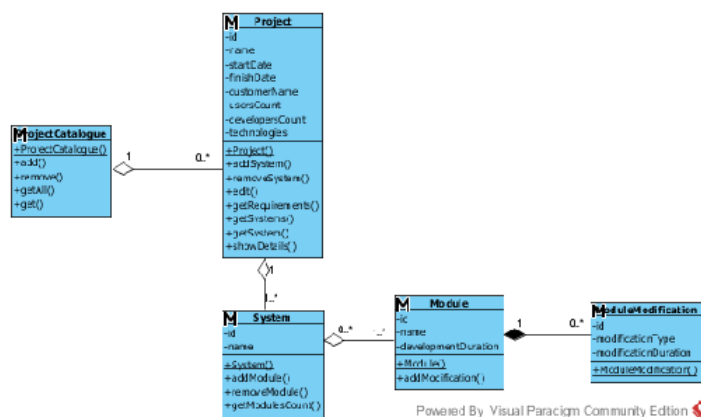 Project
-id
-name
-startDate
-finishDate
-customerName
-usersCount
-developersCount
-technologies
+Project()
+addSystem()
+removeSystem()
+edit()
+getRequirements()
+getSystems()
+getSystem()
+showDetails()
ProjectCatalogue
+ProjectCatalogue()
+add()
+remove()
+getAll()
+get()
1
0..*
1
1..*
System
-id
-name
+System()
+addModule()
+removeModule()
+getModulesCount()
0..*
1..*
Module
-id
-name
-developmentDuration
+Module()
+addModification()
1
0..*
ModuleModification
-id
-modificationType
-modificationDuration
+ModuleModification()
Powered By Visual Paradigm Community Edition